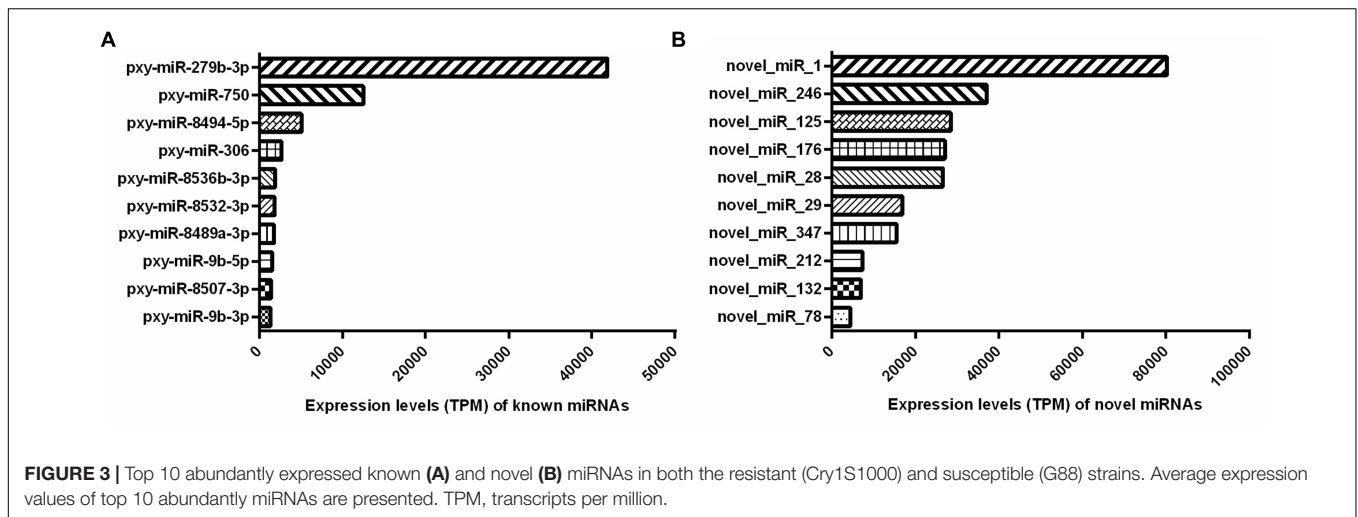 A
pxy-miR-279b-3p
pxy-miR-750
pxy-miR-8494-5p
pxy-miR-306
pxy-miR-8536b-3p
pxy-miR-8532-3p
pxy-miR-8489a-3p
pxy-miR-9b-5p
pxy-miR-8507-3p
pxy-miR-9b-3p
0 10000 20000 30000 40000 50000
Expression levels (TPM) of known miRNAs
B
novel_miR_1
novel_miR_246
novel_miR_125
novel_miR_176
novel_miR_28
novel_miR_29
novel_miR_347
novel_miR_212
novel_miR_132
novel_miR_78
0 20000 40000 60000 80000 100000
Expression levels (TPM) of novel miRNAs
FIGURE 3 | Top 10 abundantly expressed known (A) and novel (B) miRNAs in both the resistant (Cry1S1000) and susceptible (G88) strains. Average expression
values of top 10 abundantly miRNAs are presented. TPM, transcripts per million.